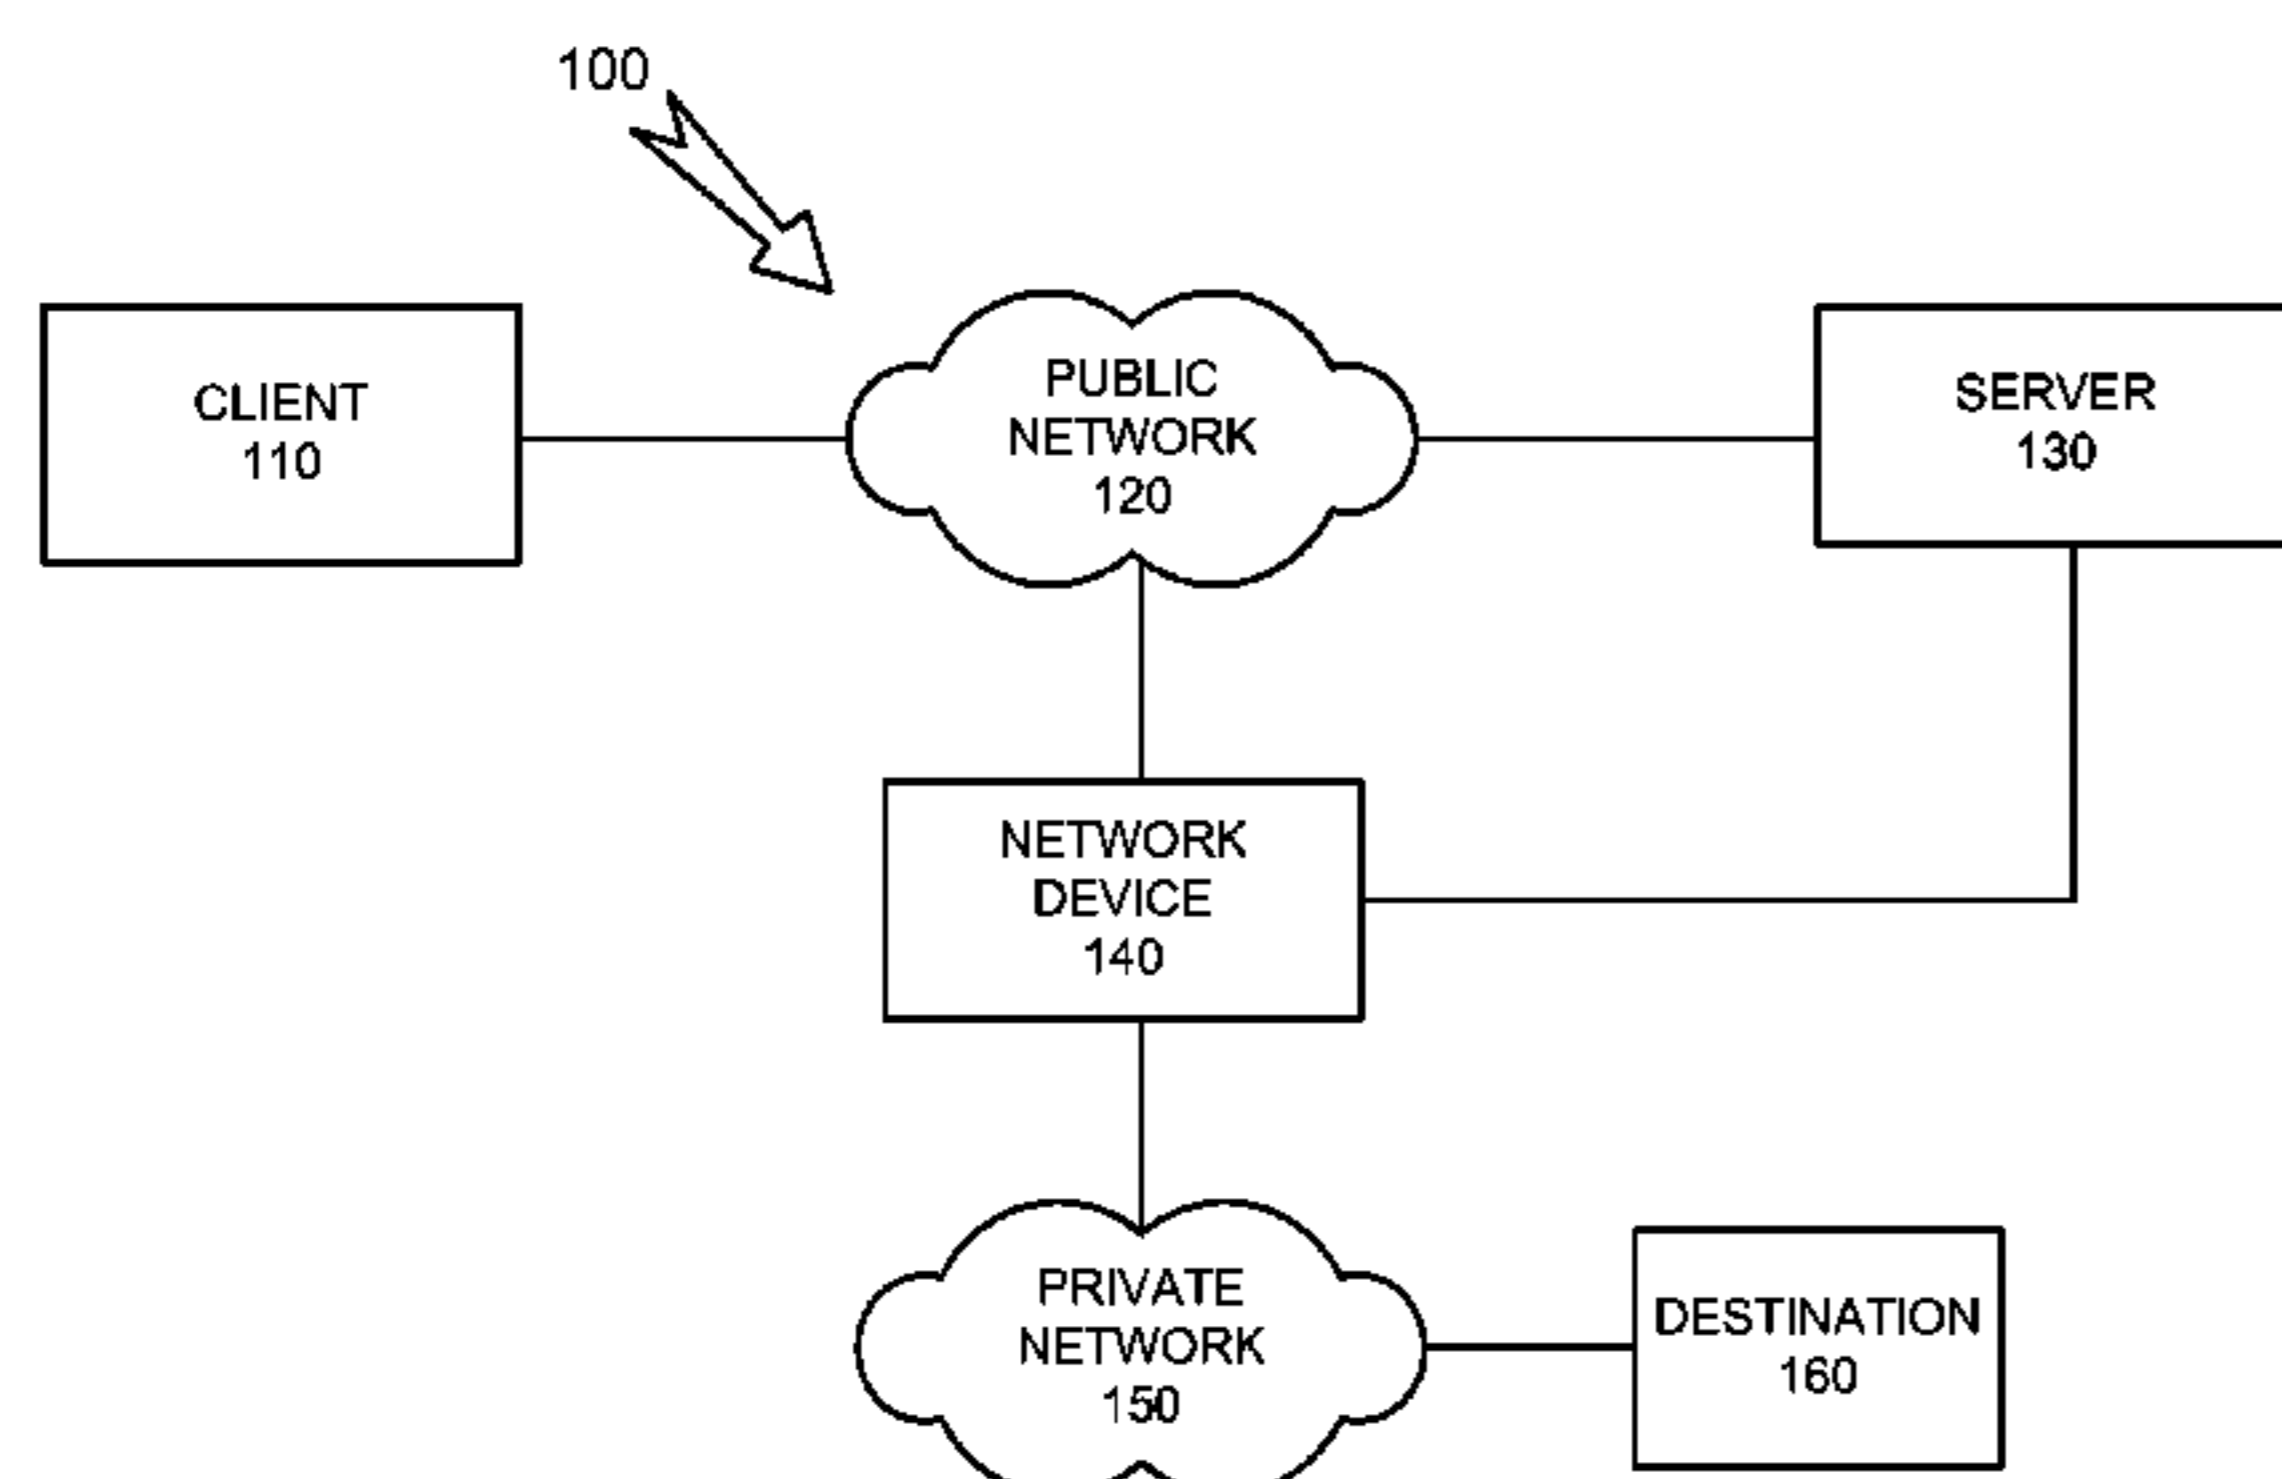 100
CLIENT
110
PUBLIC
NETWORK
120
SERVER
130
NETWORK
DEVICE
140
PRIVATE
NETWORK
150
DESTINATION
160